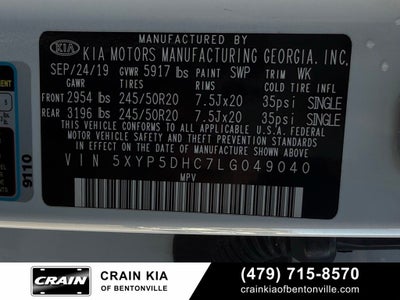 MANUFACTURED BY
KIA KIA MOTORS MANUFACTURING GEORGIA, INC.
SEP/24/19 GVWR 5917 lbs PAINT SWP TRIM WK
GAWR TIRES RIMS COLD TIRE INFL
FRONT 2954 lbs 245/50R20 7.5Jx20 35psi SINGLE
REAR 3196 lbs 245/50R20 7.5Jx20 35psi SINGLE
THIS VEHICLE CONFORMS TO ALL APPLICABLE U.S. FEDERAL
MOTOR VEHICLE SAFETY AND THEFT PREVENTION STANDARDS
IN EFFECT ON THE DATE OF MANUFACTURE SHOWN ABOVE.
VIN 5XYP5DHC7LG049040
MPV
9110
CRAIN
CRAIN KIA
OF BENTONVILLE
(479) 715-8570
crainkiaofbentonville.com